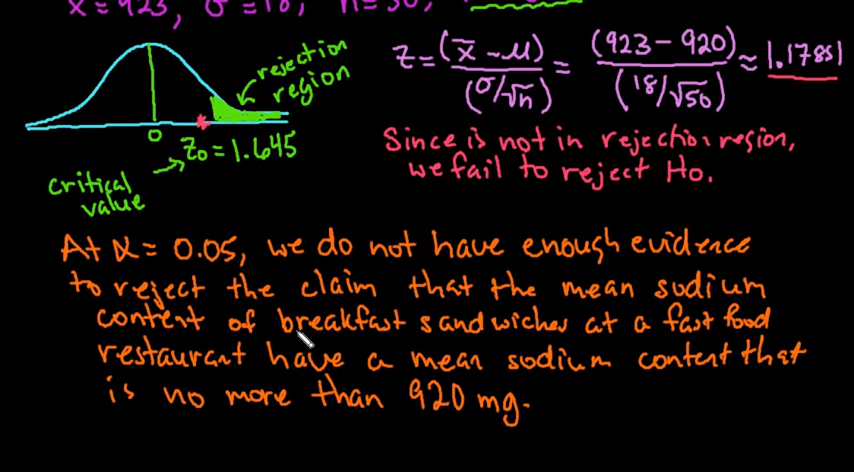 x̄ = 923, σ = 18, n = 50,
rejection
region
0
z₀ = 1.645
critical
value
z = (x̄ − μ) / (σ/√n) = (923 − 920) / (18/√50) ≈ 1.17851
Since is not in rejection region,
we fail to reject Ho.
At α = 0.05, we do not have enough evidence
to reject the claim that the mean sodium
content of breakfast sandwiches at a fast food
restaurant have a mean sodium content that
is no more than 920 mg.